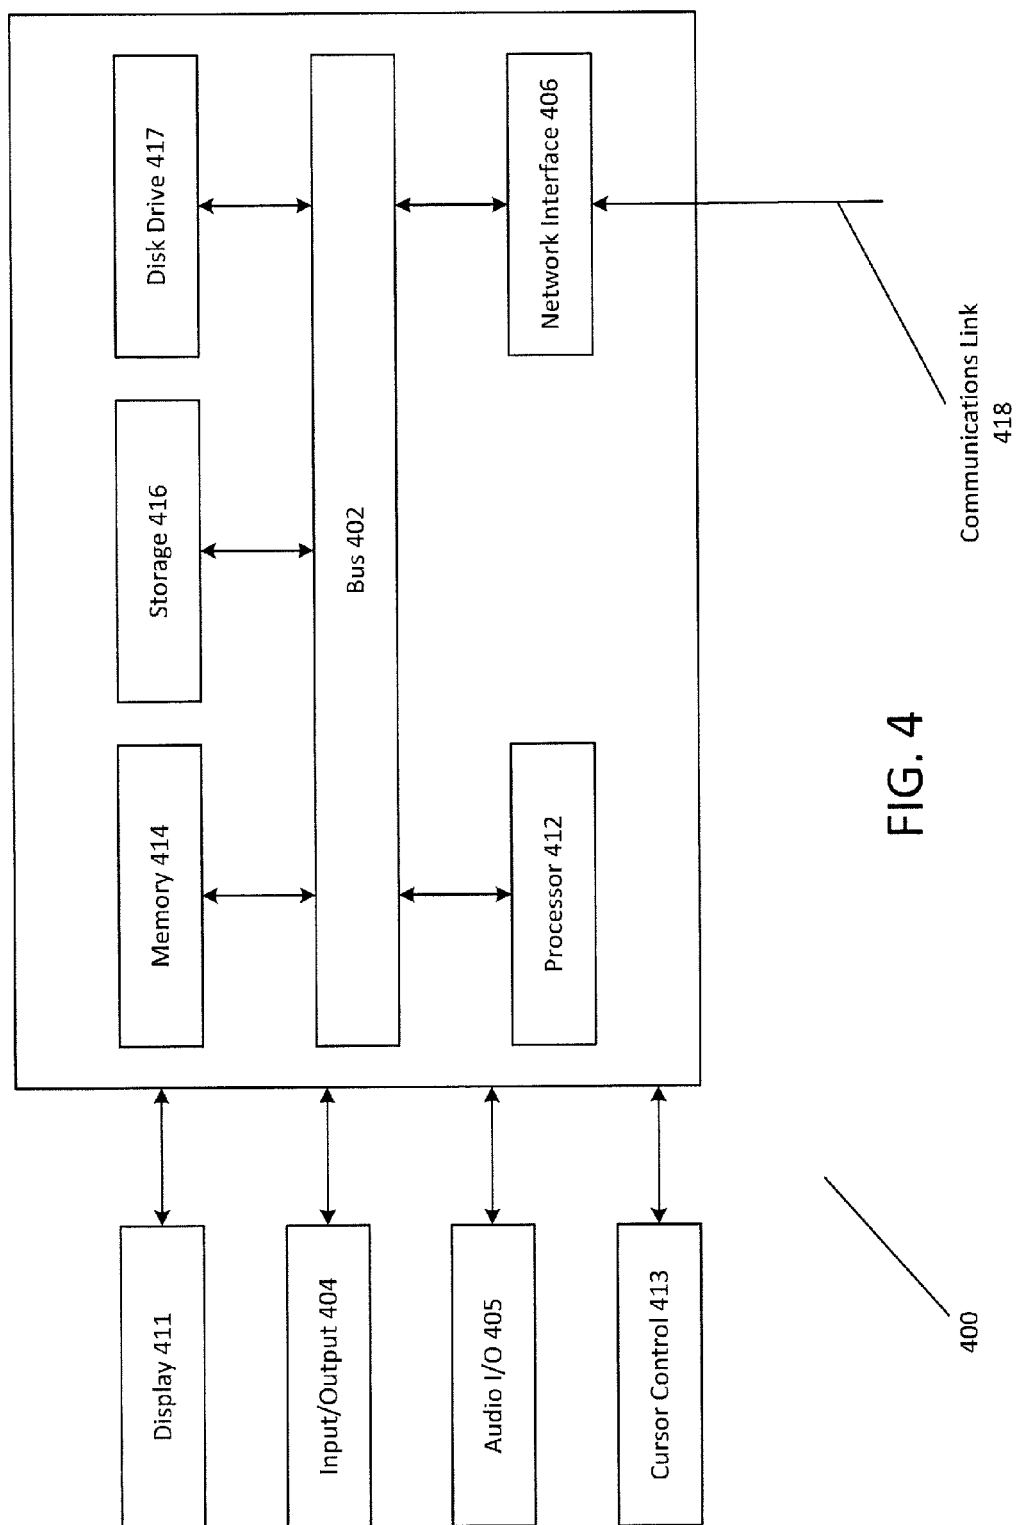 Display 411
Input/Output 404
Audio I/O 405
Cursor Control 413
Memory 414
Storage 416
Disk Drive 417
Bus 402
Processor 412
Network Interface 406
Communications Link
418
400
FIG. 4